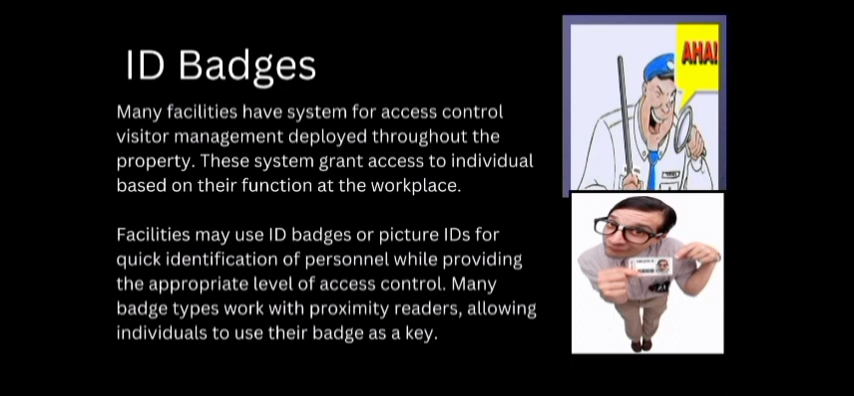 ID Badges
Many facilities have system for access control
visitor management deployed throughout the
property. These system grant access to individual
based on their function at the workplace.
Facilities may use ID badges or picture IDs for
quick identification of personnel while providing
the appropriate level of access control. Many
badge types work with proximity readers, allowing
individuals to use their badge as a key.
AHA!